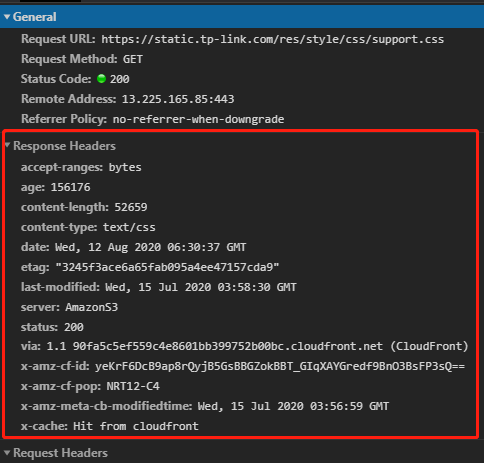 General
Request URL: https://static.tp-link.com/res/style/css/support.css
Request Method: GET
Status Code: 200
Remote Address: 13.225.165.85:443
Referrer Policy: no-referrer-when-downgrade
Response Headers
accept-ranges: bytes
age: 156176
content-length: 52659
content-type: text/css
date: Wed, 12 Aug 2020 06:30:37 GMT
etag: "3245f3ace6a65fab095a4ee47157cda9"
last-modified: Wed, 15 Jul 2020 03:58:30 GMT
server: AmazonS3
status: 200
via: 1.1 90fa5c5ef559c4e8601bb399752b00bc.cloudfront.net (CloudFront)
x-amz-cf-id: yeKrF6DcB9ap8rQyjB5GsBBGZokBBT_GIqXAYGredf9BnO3BsFP3sQ==
x-amz-cf-pop: NRT12-C4
x-amz-meta-cb-modifiedtime: Wed, 15 Jul 2020 03:56:59 GMT
x-cache: Hit from cloudfront
Request Headers